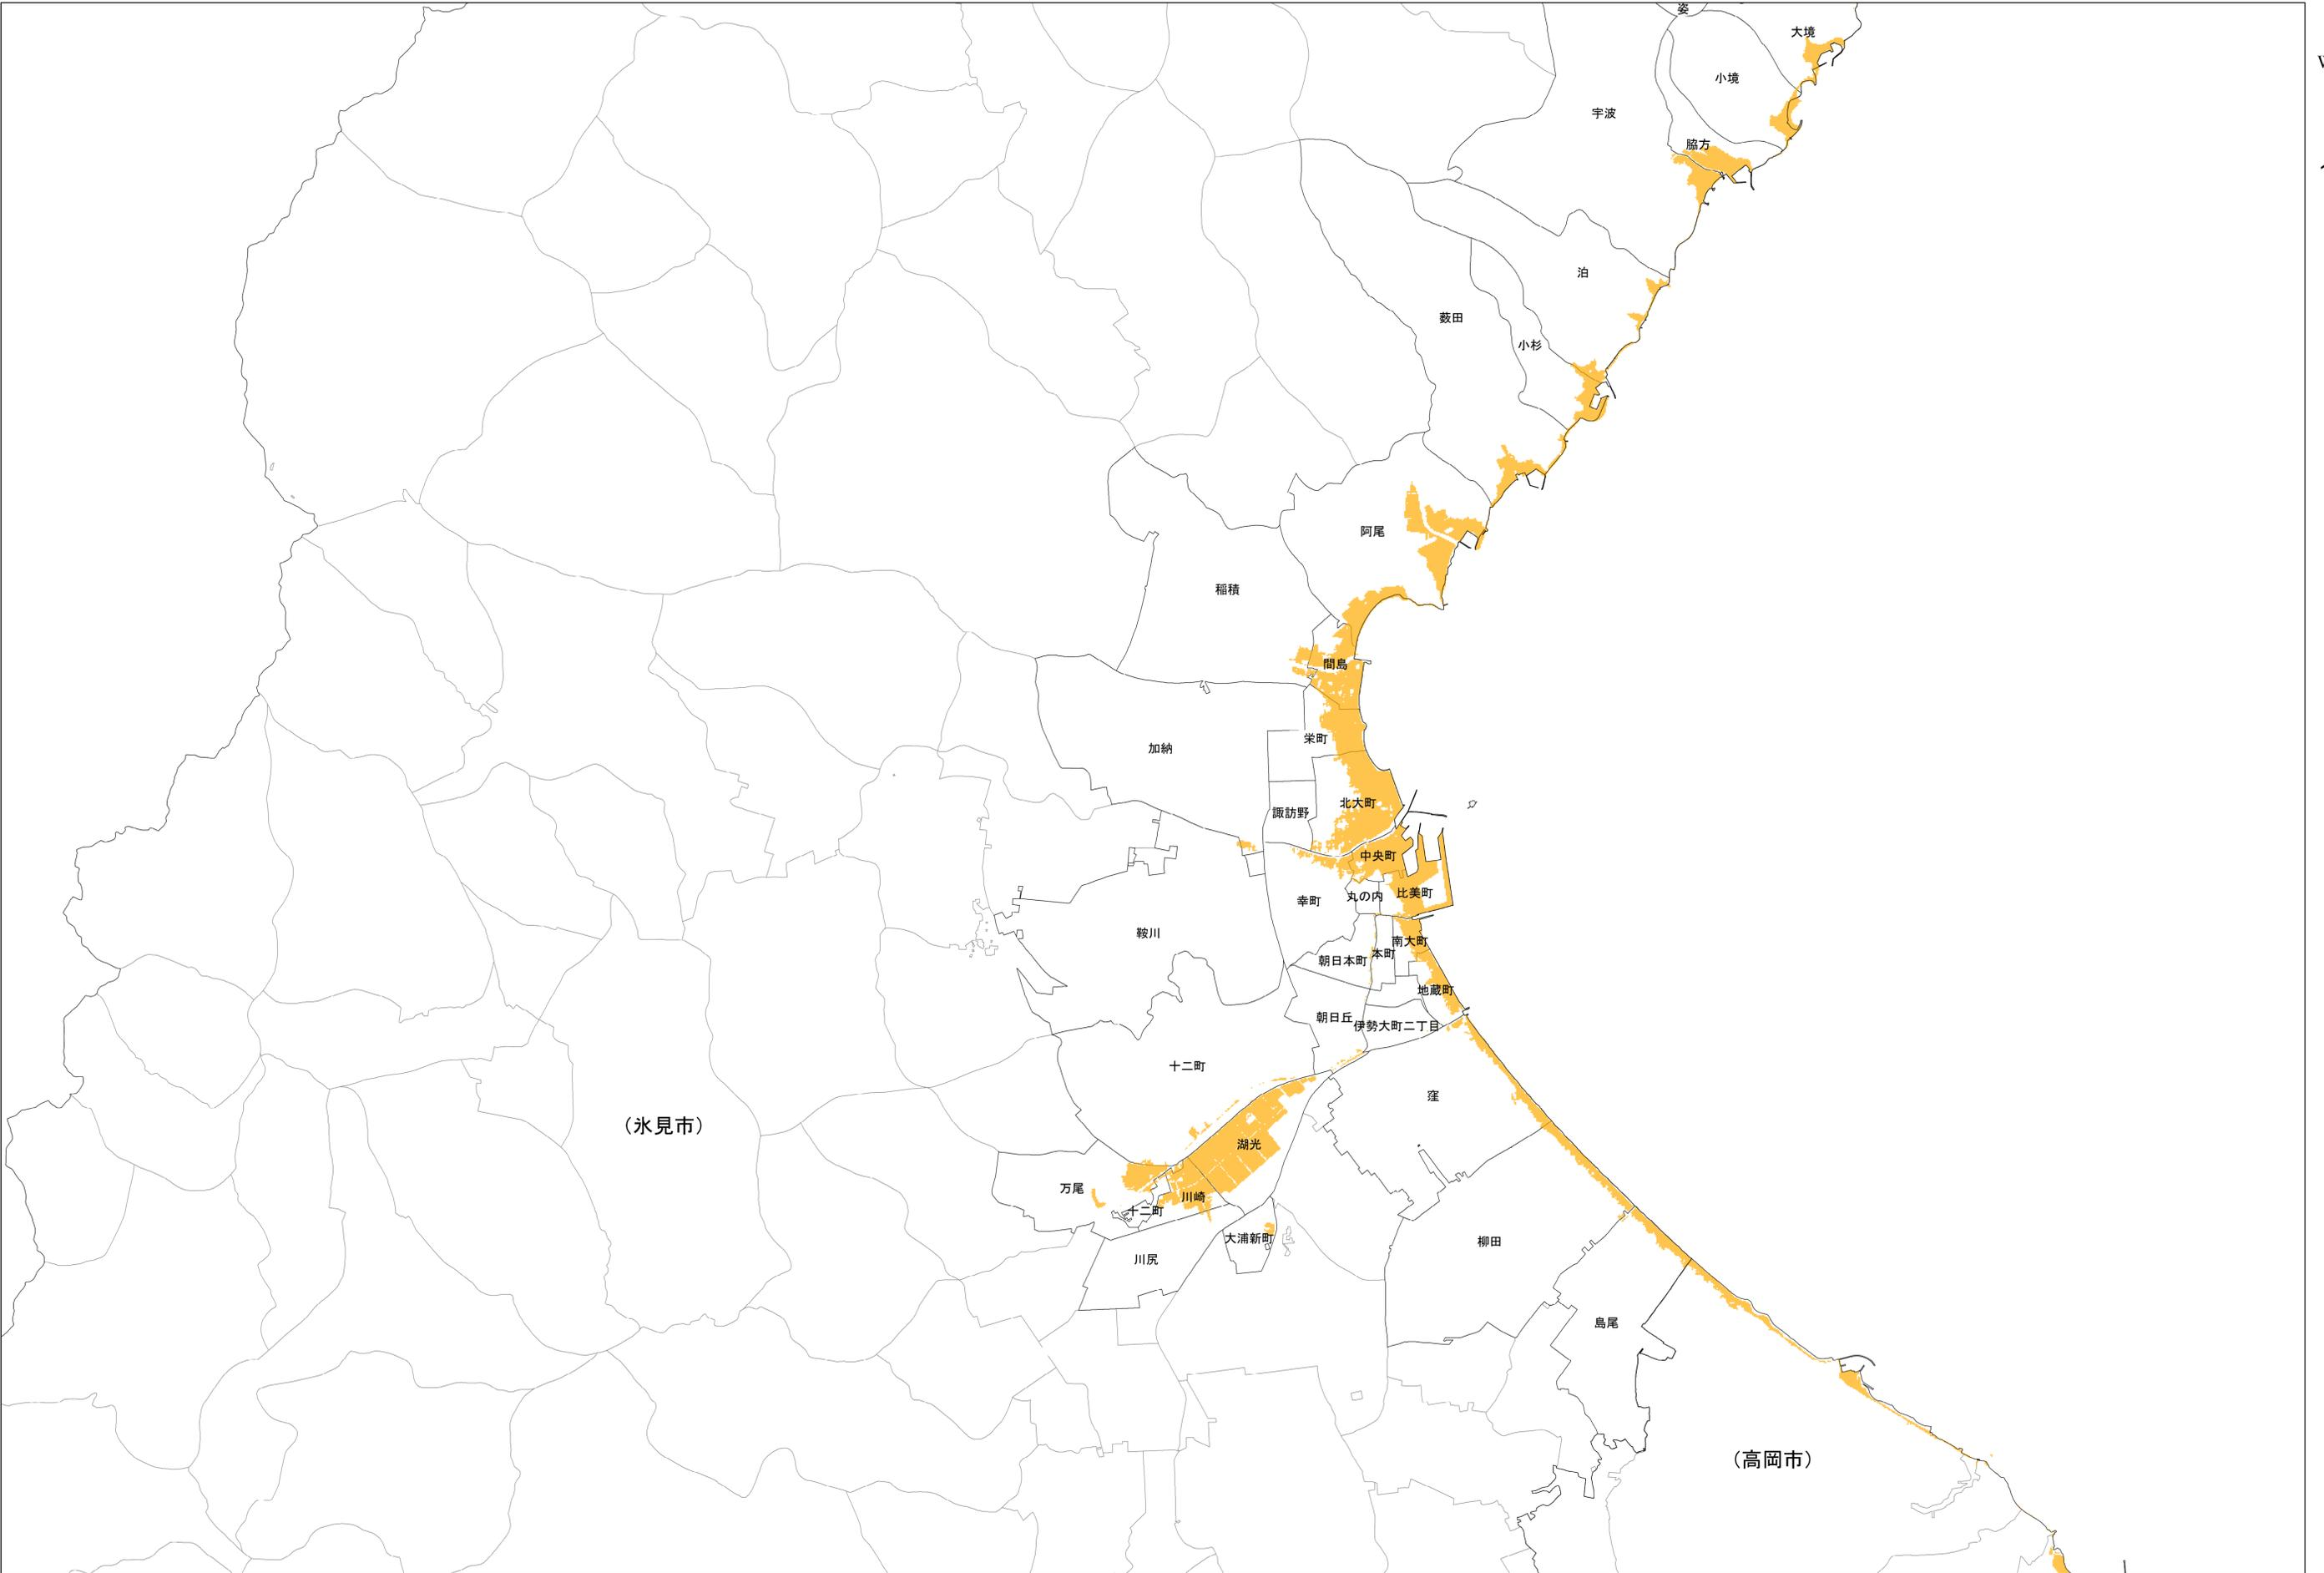 姿
大境
小境
宇波
脇方
泊
薮田
小杉
阿尾
稲積
間島
加納
栄町
諏訪野
北大町
中央町
幸町
丸の内
比美町
鞍川
南大町
本町
朝日本町
地蔵町
朝日丘
伊勢大町二丁目
十二町
窪
(氷見市)
湖光
万尾
川崎
十二町
大浦新町
柳田
川尻
島尾
(高岡市)